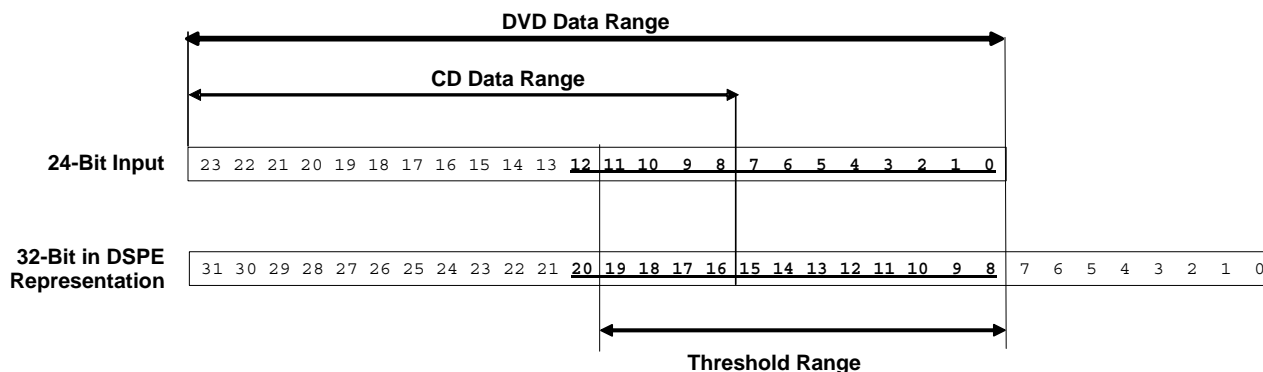 DVD Data Range
CD Data Range
24-Bit Input
23 22 21 20 19 18 17 16 15 14 13 12 11 10 9 8 7 6 5 4 3 2 1 0
32-Bit in DSPE
Representation
31 30 29 28 27 26 25 24 23 22 21 20 19 18 17 16 15 14 13 12 11 10 9 8 7 6 5 4 3 2 1 0
Threshold Range